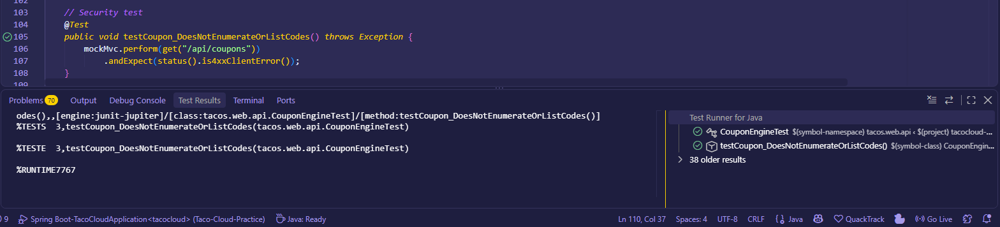 102
103 // Security test
104 @Test
105 public void testCoupon_DoesNotEnumerateOrListCodes() throws Exception {
106 mockMvc.perform(get("/api/coupons"))
107 .andExpect(status().is4xxClientError());
108 }
109
Problems 70 Output Debug Console Test Results Terminal Ports
odes(),,[engine:junit-jupiter]/[class:tacos.web.api.CouponEngineTest]/[method:testCoupon_DoesNotEnumerateOrListCodes()]
%TESTS 3,testCoupon_DoesNotEnumerateOrListCodes(tacos.web.api.CouponEngineTest)
%TESTE 3,testCoupon_DoesNotEnumerateOrListCodes(tacos.web.api.CouponEngineTest)
%RUNTIME7767
Test Runner for Java
CouponEngineTest $(symbol-namespace) tacos.web.api < $(project) tacocloud-...
testCoupon_DoesNotEnumerateOrListCodes() $(symbol-class) CouponEngin...
38 older results
9 Spring Boot-TacoCloudApplication<tacocloud> (Taco-Cloud-Practice) Java: Ready Ln 110, Col 37 Spaces: 4 UTF-8 CRLF Java QuackTrack Go Live